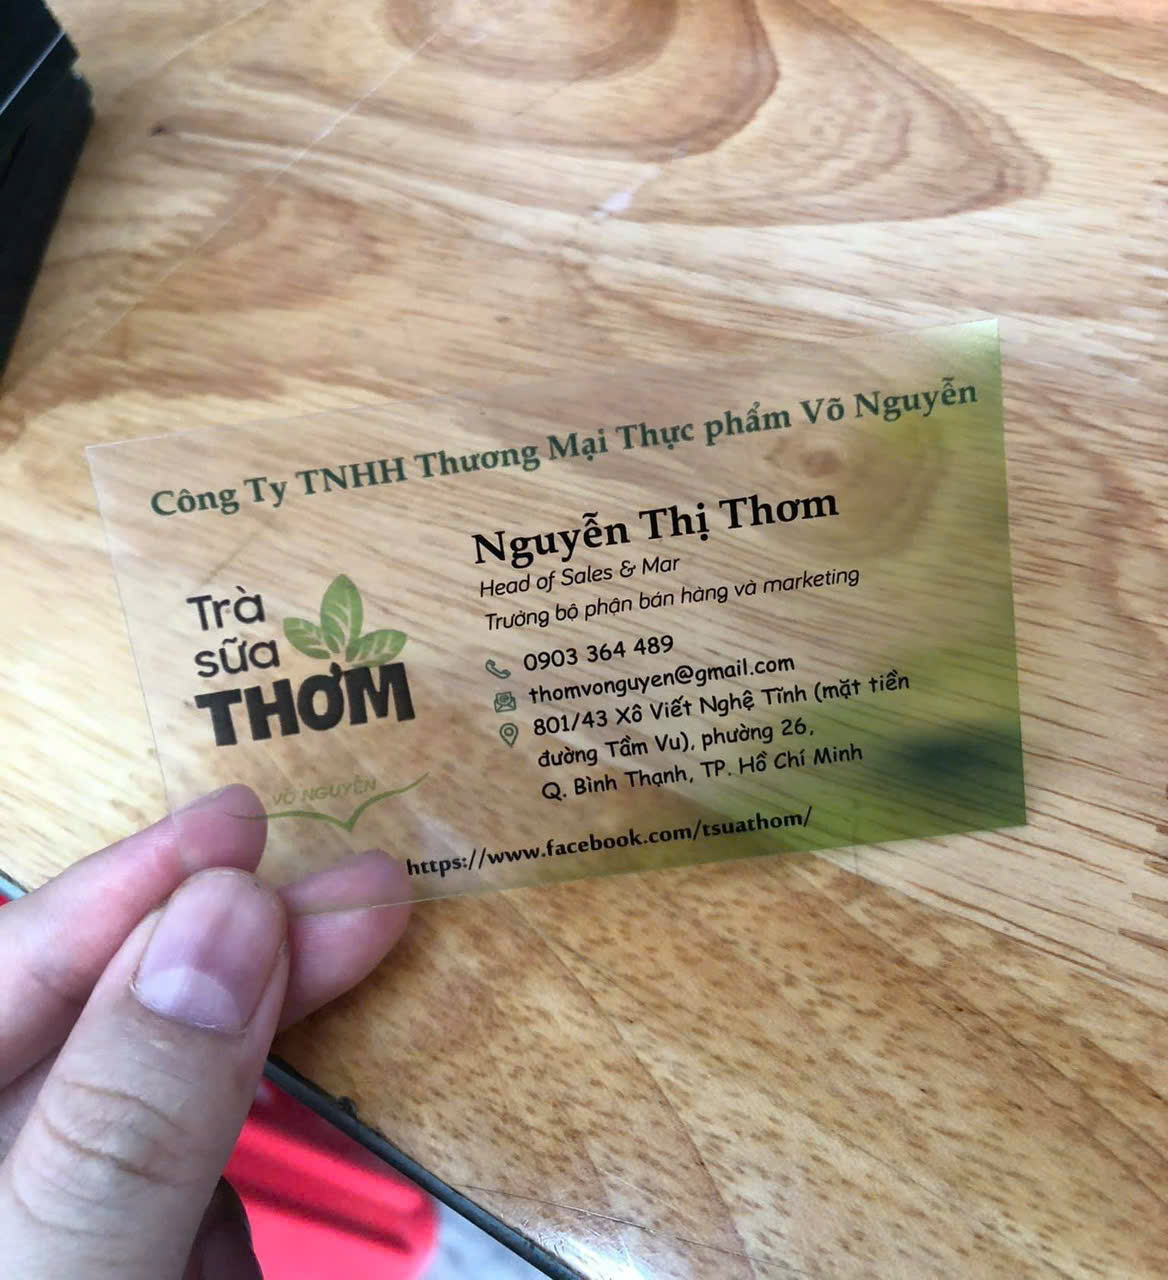 Công Ty TNHH Thương Mại Thực phẩm Võ Nguyễn
Nguyễn Thị Thơm
Head of Sales & Mar
Trưởng bộ phận bán hàng và marketing
Trà
sữa
THƠM
VÕ NGUYỄN
0903 364 489
thomvonguyen@gmail.com
801/43 Xô Viết Nghệ Tĩnh (mặt tiền
đường Tầm Vu), phường 26,
Q. Bình Thạnh, TP. Hồ Chí Minh
https://www.facebook.com/tsuathom/